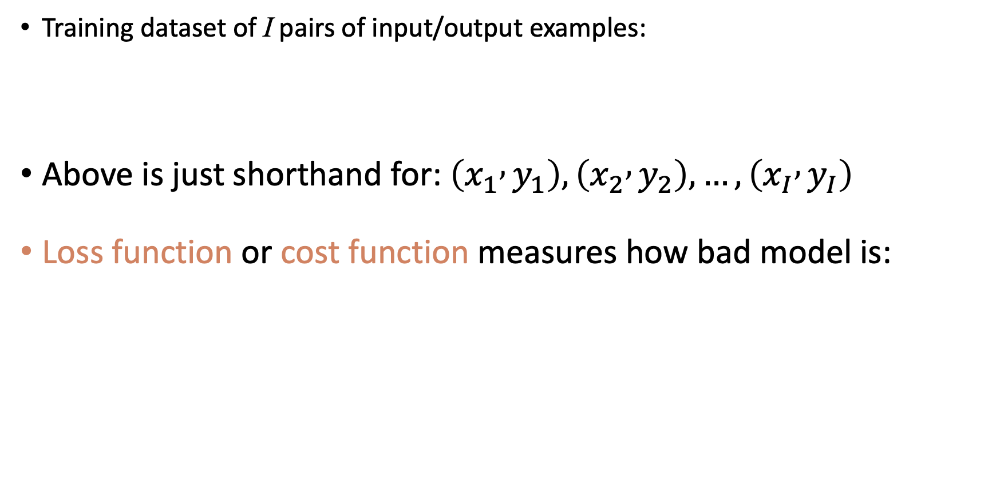 • Training dataset of I pairs of input/output examples:
• Above is just shorthand for: (x₁, y₁), (x₂, y₂), …, (x_I, y_I)
• Loss function or cost function measures how bad model is: